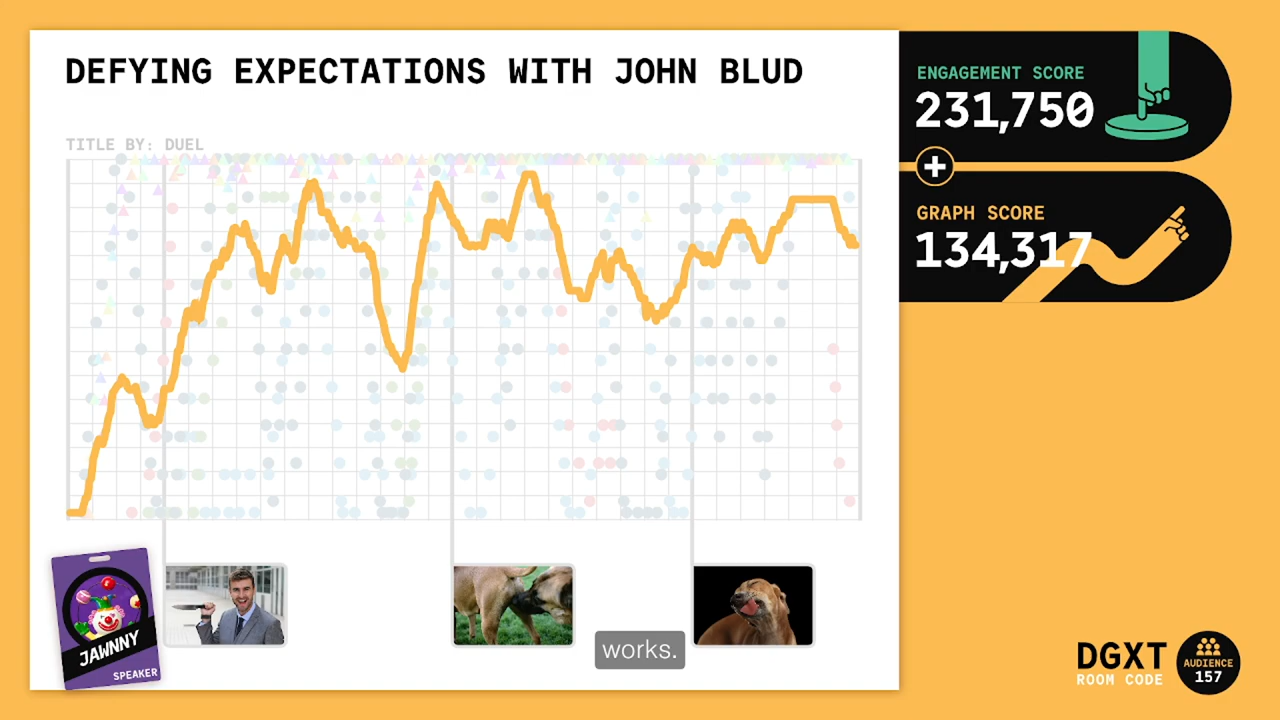 DEFYING EXPECTATIONS WITH JOHN BLUD
TITLE BY: DUEL
ENGAGEMENT SCORE
231,750
+
GRAPH SCORE
134,317
JAWNNY
SPEAKER
works.
DGXT
ROOM CODE
AUDIENCE
157